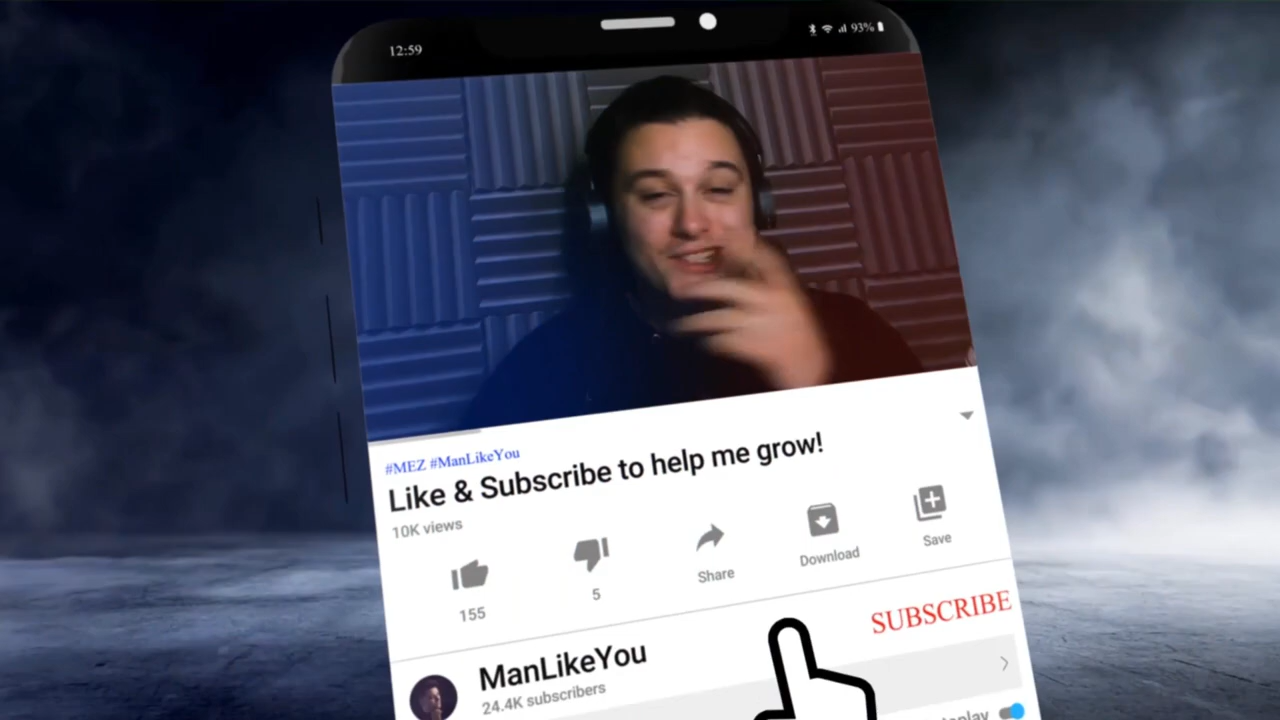 12:59
93%
#MEZ #ManLikeYou
Like & Subscribe to help me grow!
10K views
155
5
Share
Download
Save
SUBSCRIBE
ManLikeYou
24.4K subscribers